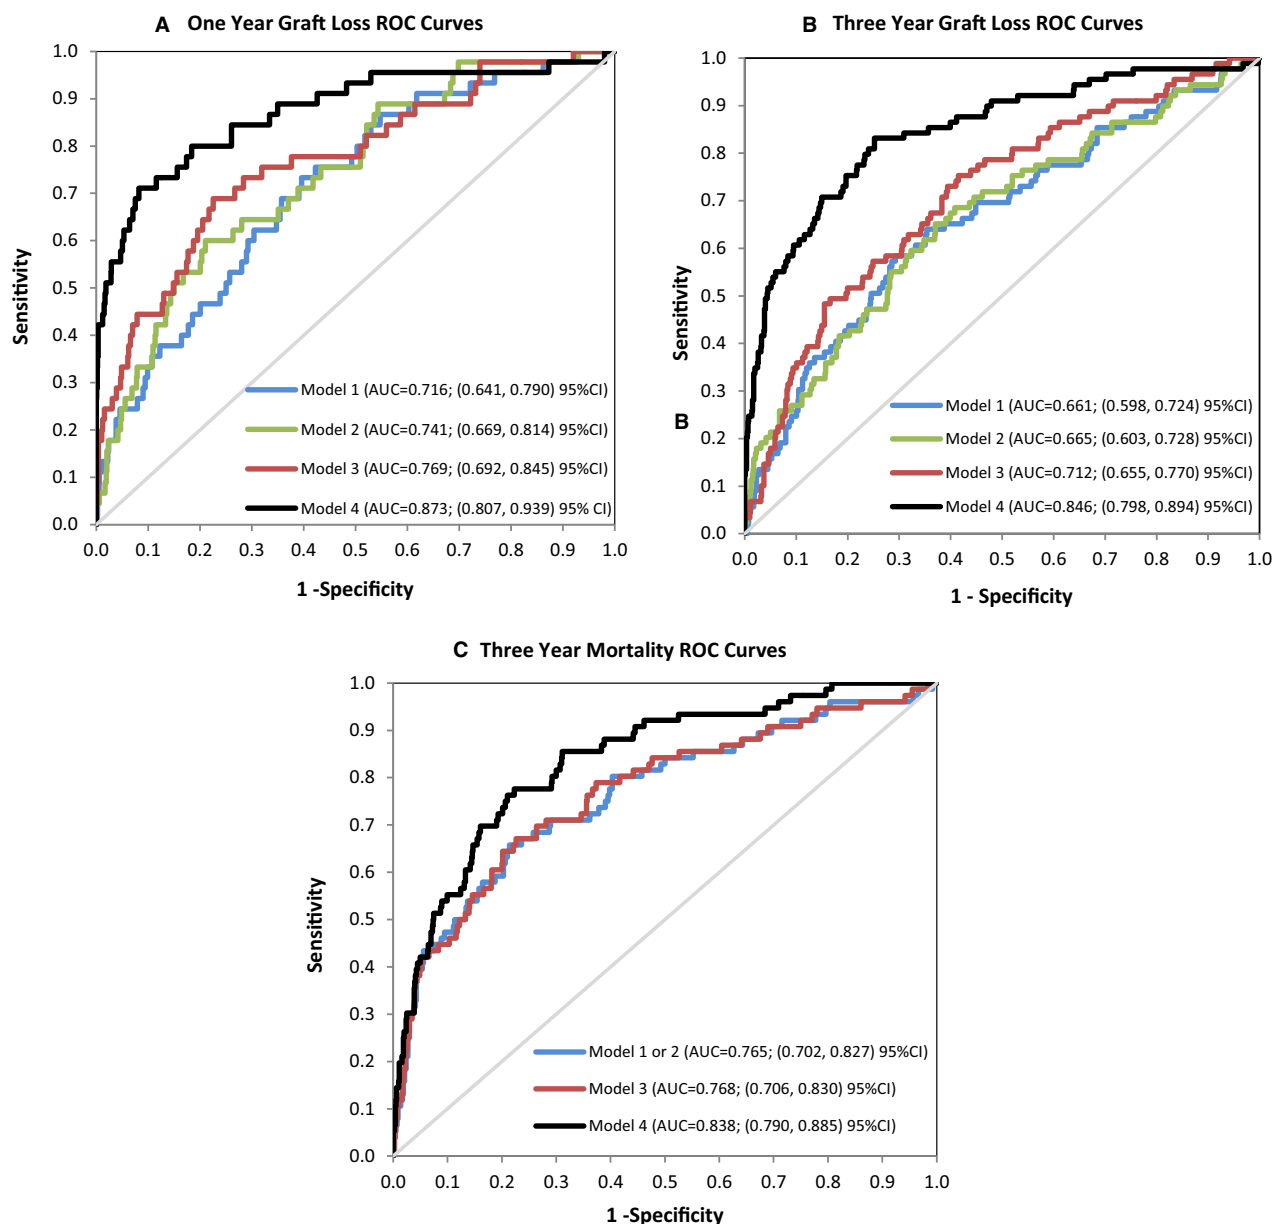 A One Year Graft Loss ROC Curves
1.0
0.9
0.8
0.7
0.6
0.5
0.4
0.3
0.2
0.1
0.0
Sensitivity
Model 1 (AUC=0.716; (0.641, 0.790) 95%CI)
Model 2 (AUC=0.741; (0.669, 0.814) 95%CI)
Model 3 (AUC=0.769; (0.692, 0.845) 95%CI)
Model 4 (AUC=0.873; (0.807, 0.939) 95% CI)
0.0 0.1 0.2 0.3 0.4 0.5 0.6 0.7 0.8 0.9 1.0
1 -Specificity
B Three Year Graft Loss ROC Curves
1.0
0.9
0.8
0.7
0.6
0.5
0.4
0.3
0.2
0.1
0.0
Sensitivity
B
Model 1 (AUC=0.661; (0.598, 0.724) 95%CI)
Model 2 (AUC=0.665; (0.603, 0.728) 95%CI)
Model 3 (AUC=0.712; (0.655, 0.770) 95%CI)
Model 4 (AUC=0.846; (0.798, 0.894) 95%CI)
0.0 0.1 0.2 0.3 0.4 0.5 0.6 0.7 0.8 0.9 1.0
1 - Specificity
C Three Year Mortality ROC Curves
1.0
0.9
0.8
0.7
0.6
0.5
0.4
0.3
0.2
0.1
0.0
Sensitivity
Model 1 or 2 (AUC=0.765; (0.702, 0.827) 95%CI)
Model 3 (AUC=0.768; (0.706, 0.830) 95%CI)
Model 4 (AUC=0.838; (0.790, 0.885) 95%CI)
0.0 0.1 0.2 0.3 0.4 0.5 0.6 0.7 0.8 0.9 1.0
1 -Specificity